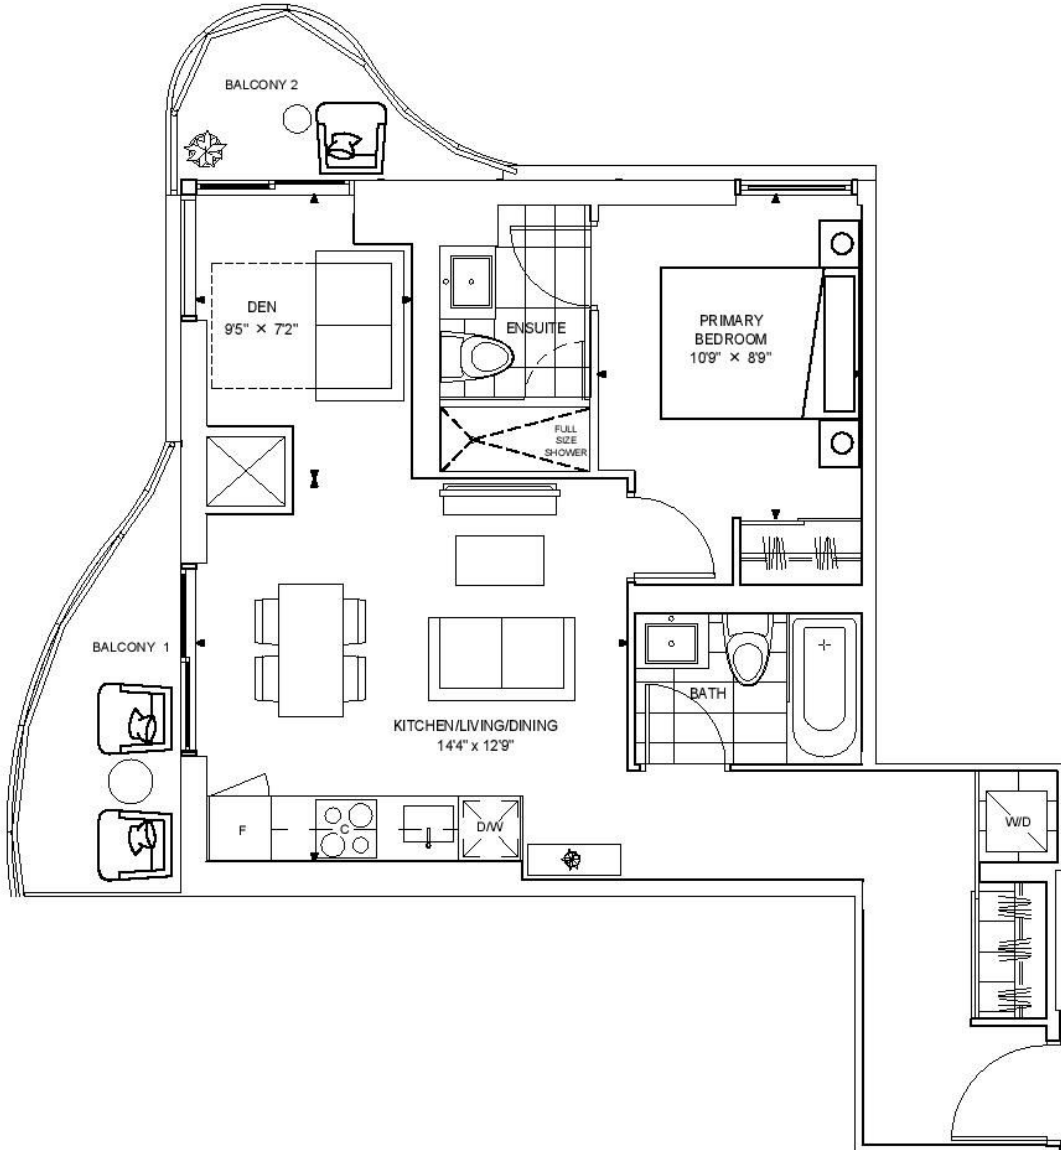 BALCONY 2
DEN
9'5" × 7'2"
ENSUITE
PRIMARY
BEDROOM
10'9" × 8'9"
FULL
SIZE
SHOWER
BALCONY 1
BATH
KITCHEN/LIVING/DINING
14'4" x 12'9"
F
C
D/W
W/D